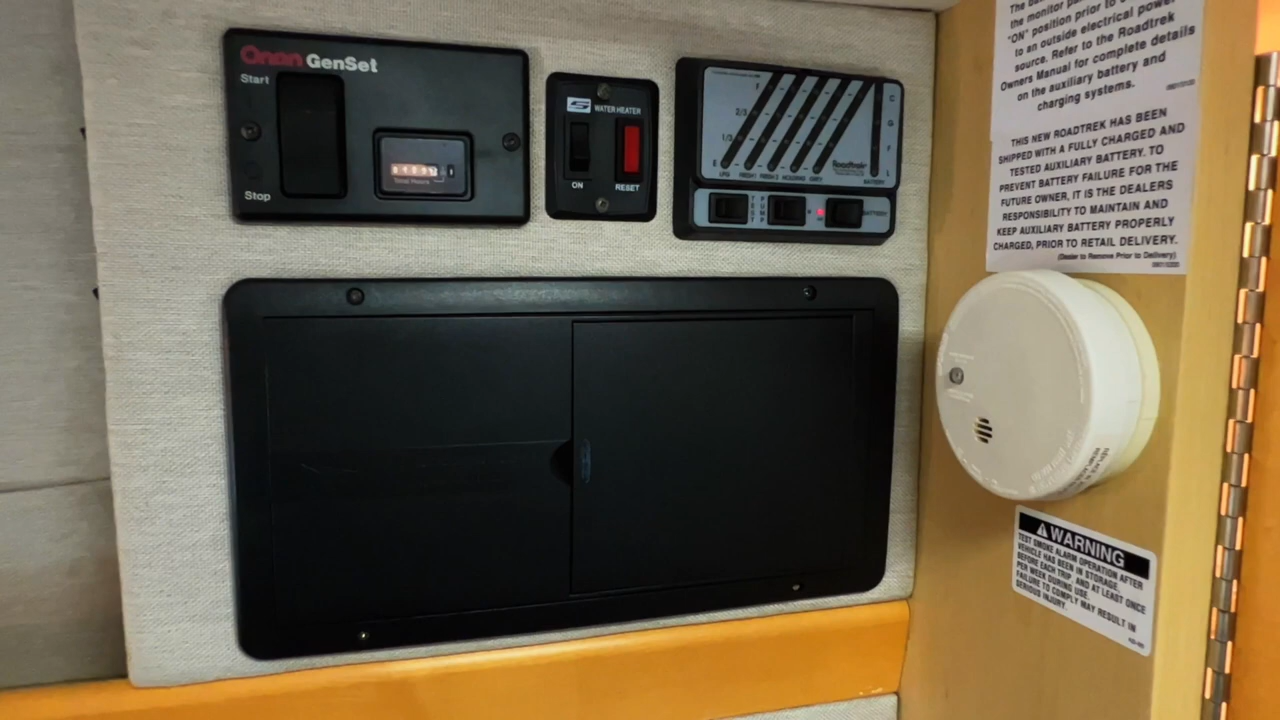 Onan GenSet
Start
Stop
Total Hours
WATER HEATER
ON
RESET
F
2/3
1/3
E
LPG FRESH 1 FRESH 2 HOLDING GREY
Roadtrek
BATTERY
C
G
F
L
TEST
PUMP
BATTERY
the monitor pa
"ON" position prior to
to an outside electrical power
source. Refer to the Roadtrek
Owners Manual for complete details
on the auxiliary battery and
charging systems.
THIS NEW ROADTREK HAS BEEN
SHIPPED WITH A FULLY CHARGED AND
TESTED AUXILIARY BATTERY. TO
PREVENT BATTERY FAILURE FOR THE
FUTURE OWNER, IT IS THE DEALERS
RESPONSIBILITY TO MAINTAIN AND
KEEP AUXILIARY BATTERY PROPERLY
CHARGED, PRIOR TO RETAIL DELIVERY.
(Dealer to Remove Prior to Delivery)
WARNING
TEST SMOKE ALARM OPERATION AFTER
VEHICLE HAS BEEN IN STORAGE,
BEFORE EACH TRIP, AND AT LEAST ONCE
PER WEEK DURING USE.
FAILURE TO COMPLY MAY RESULT IN
SERIOUS INJURY.